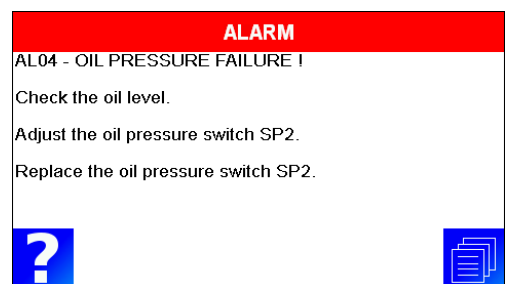 ALARM
AL04 - OIL PRESSURE FAILURE !
Check the oil level.
Adjust the oil pressure switch SP2.
Replace the oil pressure switch SP2.
?